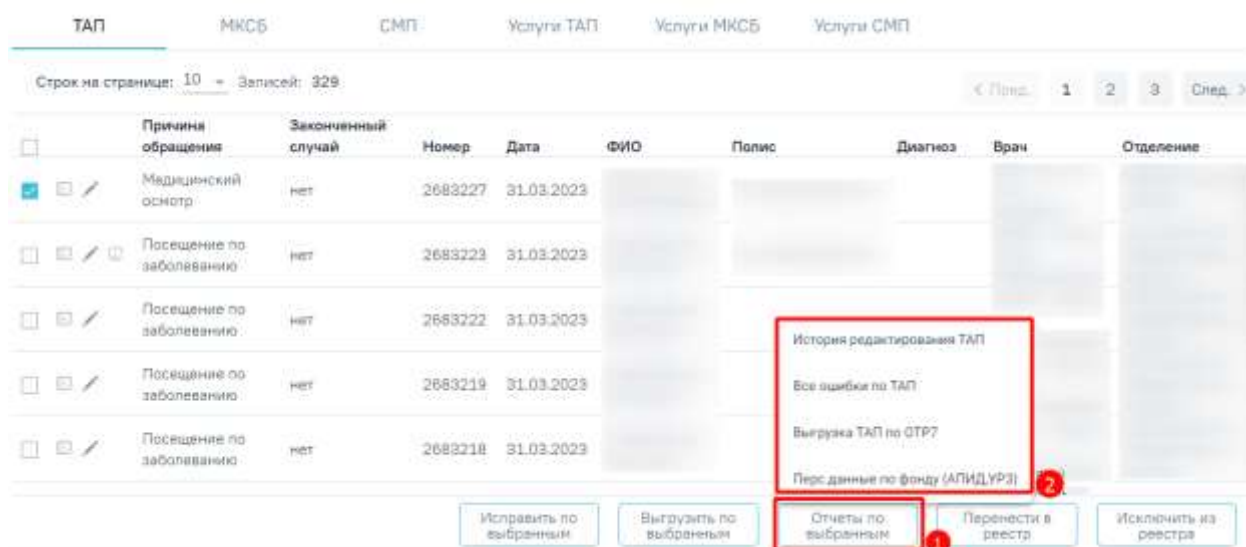 ТАП МКСБ СМП Услуги ТАП Услуги МКСБ Услуги СМП
Строк на странице: 10 Записей: 329 < Пред. 1 2 3 След. >
Причина обращения Законченный случай Номер Дата ФИО Полис Диагноз Врач Отделение
Медицинский осмотр нет 2683227 31.03.2023
Посещение по заболеванию нет 2683223 31.03.2023
Посещение по заболеванию нет 2683222 31.03.2023
Посещение по заболеванию нет 2683219 31.03.2023
Посещение по заболеванию нет 2683218 31.03.2023
История редактирования ТАП
Все ошибки по ТАП
Выгрузка ТАП по ОТР7
Перс.данные по фонду (АПИД,УРЗ)
2
Исправить по выбранным Выгрузить по выбранным Отчеты по выбранным Перенести в реестр Исключить из реестра
1